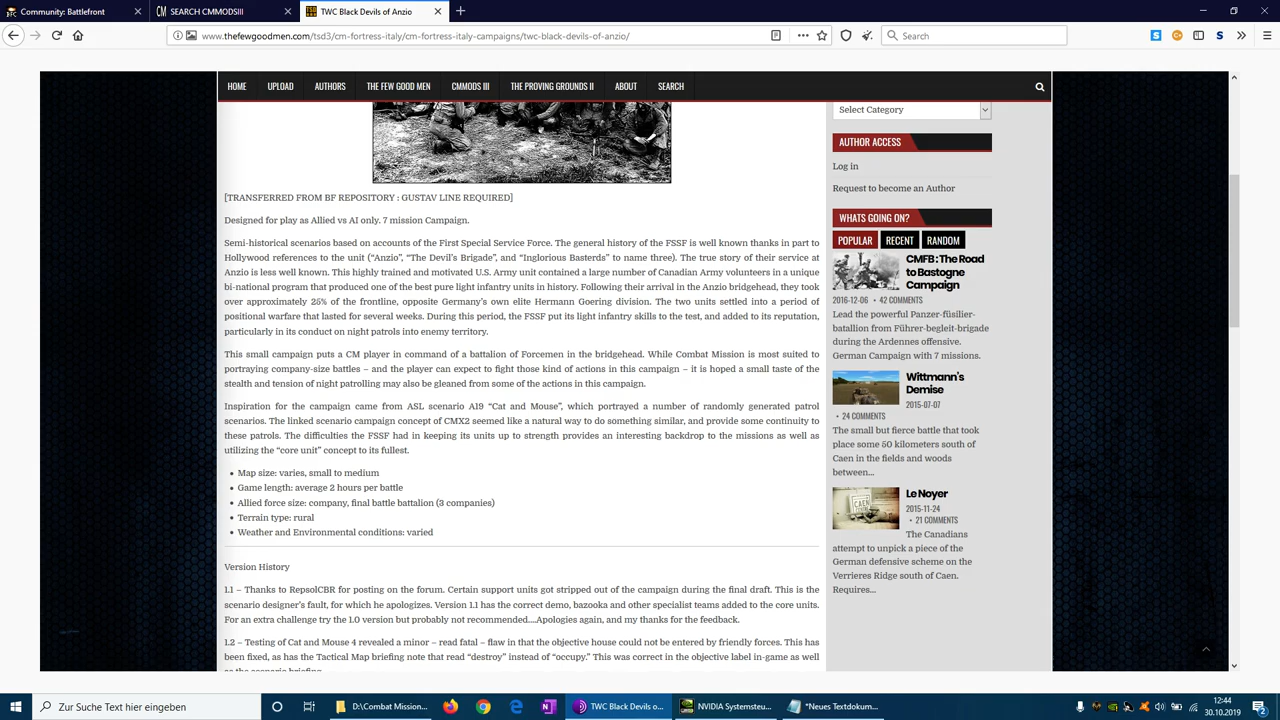 Community: Battlefront
SEARCH CMMODSIII
TWC Black Devils of Anzio
www.thefewgoodmen.com/tsd3/cm-fortress-italy/cm-fortress-italy-campaigns/twc-black-devils-of-anzio/
Search
HOME
UPLOAD
AUTHORS
THE FEW GOOD MEN
CMMODS III
THE PROVING GROUNDS II
ABOUT
SEARCH
[TRANSFERRED FROM BF REPOSITORY : GUSTAV LINE REQUIRED]
Designed for play as Allied vs AI only. 7 mission Campaign.
Semi-historical scenarios based on accounts of the First Special Service Force. The general history of the FSSF is well known thanks in part to
Hollywood references to the unit (“Anzio”, “The Devil’s Brigade”, and “Inglorious Basterds” to name three). The true story of their service at
Anzio is less well known. This highly trained and motivated U.S. Army unit contained a large number of Canadian Army volunteers in a unique
bi-national program that produced one of the best pure light infantry units in history. Following their arrival in the Anzio bridgehead, they took
over approximately 25% of the frontline, opposite Germany’s own elite Hermann Goering division. The two units settled into a period of
positional warfare that lasted for several weeks. During this period, the FSSF put its light infantry skills to the test, and added to its reputation,
particularly in its conduct on night patrols into enemy territory.
This small campaign puts a CM player in command of a battalion of Forcemen in the bridgehead. While Combat Mission is most suited to
portraying company-size battles – and the player can expect to fight those kind of actions in this campaign – it is hoped a small taste of the
stealth and tension of night patrolling may also be gleaned from some of the actions in this campaign.
Inspiration for the campaign came from ASL scenario A19 “Cat and Mouse”, which portrayed a number of randomly generated patrol
scenarios. The linked scenario campaign concept of CMX2 seemed like a natural way to do something similar, and provide some continuity to
these patrols. The difficulties the FSSF had in keeping its units up to strength provides an interesting backdrop to the missions as well as
utilizing the “core unit” concept to its fullest.
• Map size: varies, small to medium
• Game length: average 2 hours per battle
• Allied force size: company, final battle battalion (3 companies)
• Terrain type: rural
• Weather and Environmental conditions: varied
Version History
1.1 – Thanks to RepsolCBR for posting on the forum. Certain support units got stripped out of the campaign during the final draft. This is the
scenario designer’s fault, for which he apologizes. Version 1.1 has the correct demo, bazooka and other specialist teams added to the core units.
For an extra challenge try the 1.0 version but probably not recommended....Apologies again, and my thanks for the feedback.
1.2 – Testing of Cat and Mouse 4 revealed a minor – read fatal – flaw in that the objective house could not be entered by friendly forces. This has
been fixed, as has the Tactical Map briefing note that read “destroy” instead of “occupy.” This was correct in the objective label in-game as well
as the scenario briefing.
Select Category
AUTHOR ACCESS
Log in
Request to become an Author
WHATS GOING ON?
POPULAR
RECENT
RANDOM
CMFB : The Road
to Bastogne
Campaign
2016-12-06 • 42 COMMENTS
Lead the powerful Panzer-füsilier-
batallion from Führer-begleit-brigade
during the Ardennes offensive.
German Campaign with 7 missions.
Wittmann's
Demise
2015-07-07
• 24 COMMENTS
The small but fierce battle that took
place some 50 kilometers south of
Caen in the fields and woods
between...
Le Noyer
2015-11-24
• 21 COMMENTS
The Canadians
attempt to unpick a piece of the
German defensive scheme on the
Verrieres Ridge south of Caen.
Requires...
Zur Suche Text hier eingeben
D:\Combat Mission...
TWC Black Devils o...
NVIDIA Systemsteu...
*Neues Textdokum...
12:44
30.10.2019
2